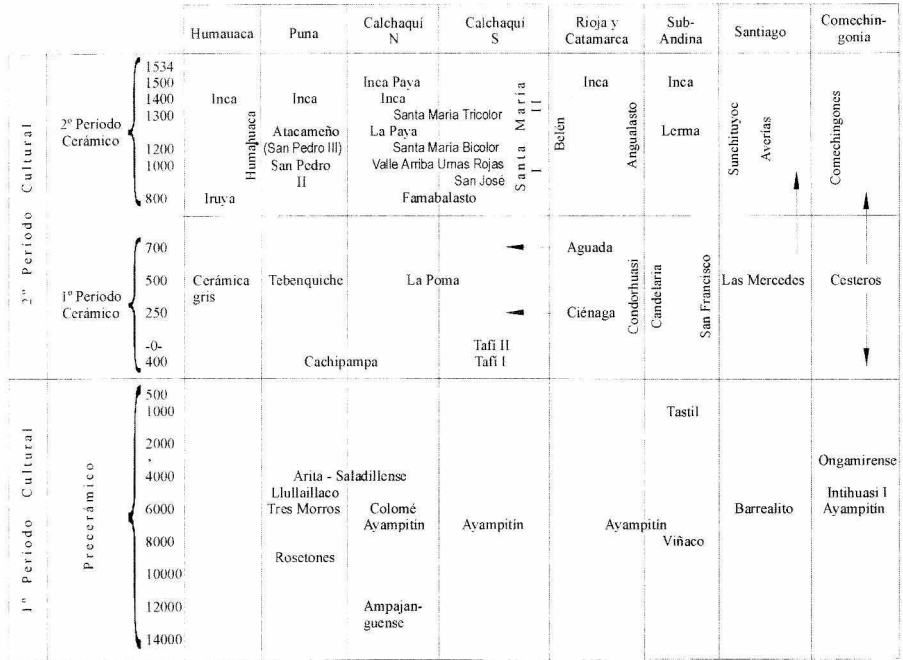 Humauaca
Puna
Calchaquí
N
Calchaquí
S
Rioja y
Catamarca
Sub-
Andina
Santiago
Comechin-
gonía
2º Periodo Cultural
2º Periodo
Cerámico
1534
1500
1400
1300
1200
1000
800
Inca
Humahuaca
Iruya
Inca
Atacameño
(San Pedro III)
San Pedro
II
Inca Paya
Inca
Santa Maria Tricolor
La Paya
Santa Maria Bicolor
Valle Arriba Urnas Rojas
San José
Famabalasto
Santa Maria
I II
Belén
Inca
Angualasto
Inca
Lerma
Sunchituyoc
Averías
Comechingones
1º Periodo
Cerámico
700
500
250
-0-
400
Cerámica
gris
Tebenquiche
La Poma
Cachipampa
Tafí II
Tafí I
Aguada
Ciénaga
Condorhuasi
Candelaria
San Francisco
Las Mercedes
Cesteros
1º Periodo Cultural
Precerámico
500
1000
2000
4000
6000
8000
10000
12000
14000
Tastil
Arita - Saladillense
Llullaillaco
Tres Morros
Rosetones
Colomé
Ayampitín
Ampajan-
guense
Ayampitín
Ayampitín
Viñaco
Barrealito
Ongamirense
Intihuasi I
Ayampitín